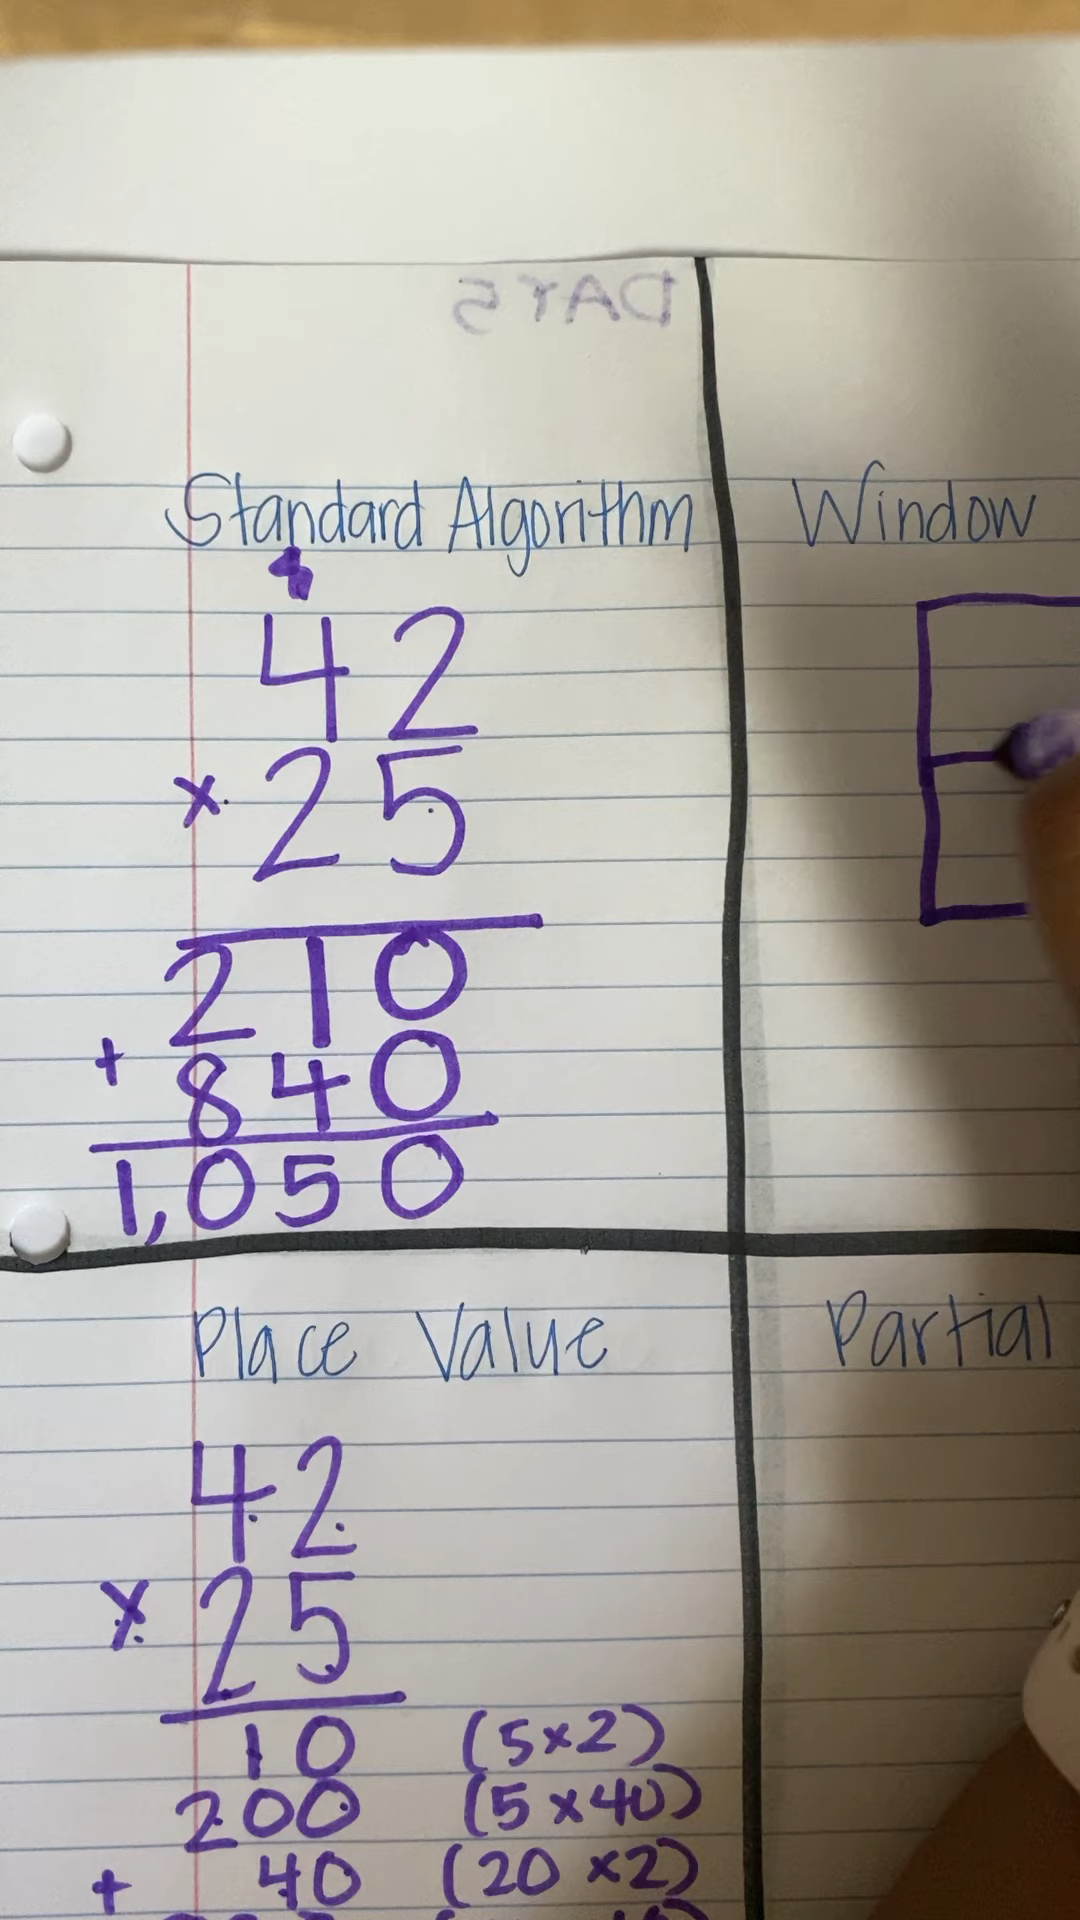 DAY 5
Standard Algorithm
42
x 25
210
+ 840
1,050
Window
Place Value
42
x 25
10 (5x2)
200 (5x40)
+ 40 (20x2)
Partial